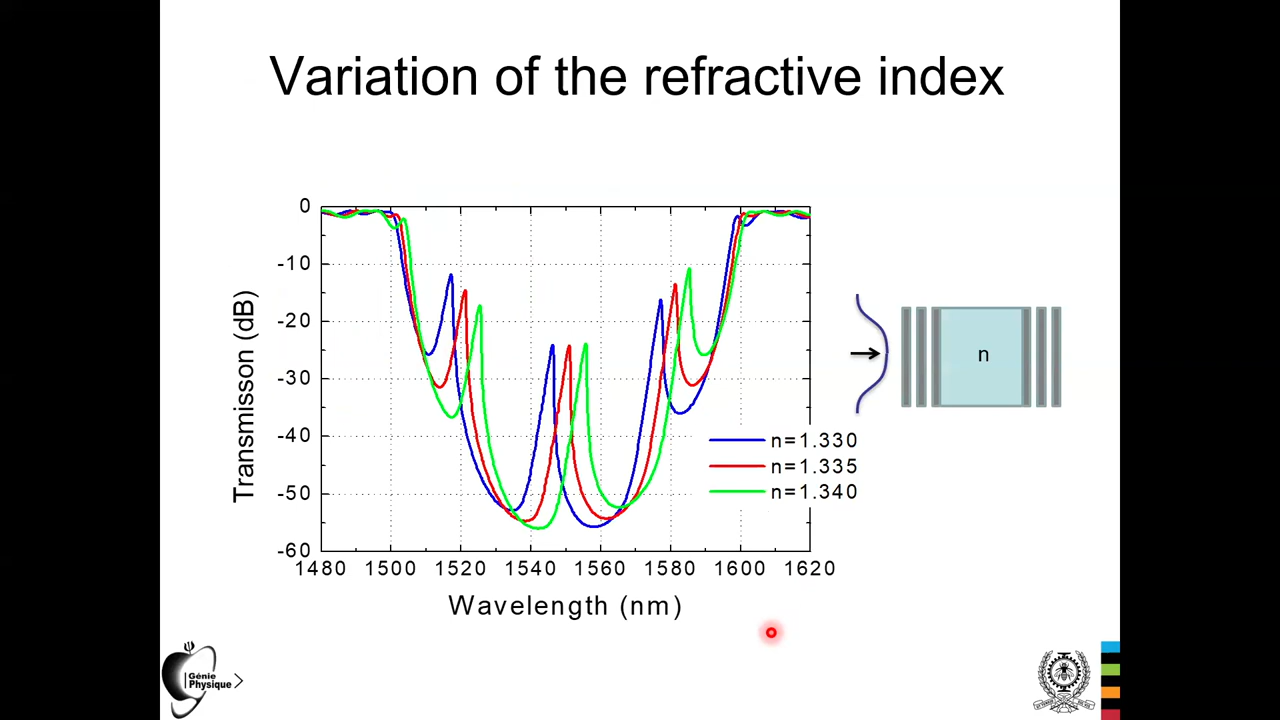 Variation of the refractive index
0
-10
-20
-30
-40
-50
-60
Transmisson (dB)
1480 1500 1520 1540 1560 1580 1600 1620
Wavelength (nm)
n=1.330
n=1.335
n=1.340
n
Génie
Physique